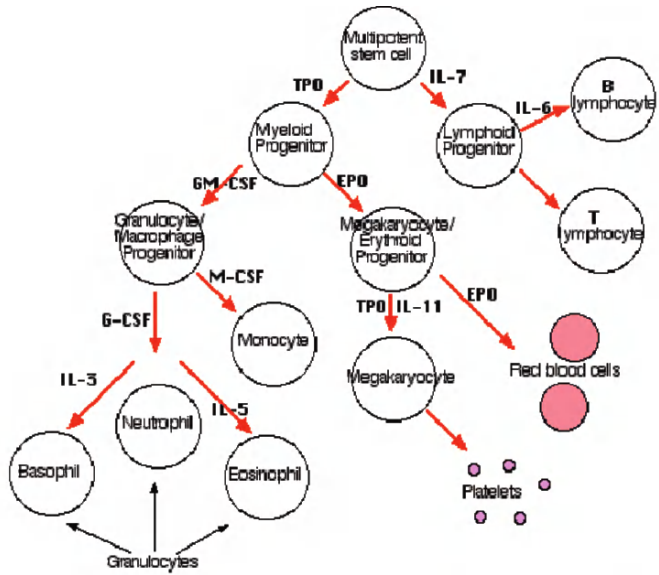 Multipotent
stem cell
TPO
IL-7
B
lymphocyte
IL-6
Myeloid
Progenitor
Lymphoid
Progenitor
GM-CSF
EPO
T
lymphocyte
Granulocyte/
Macrophage
Progenitor
Megakaryocyte/
Erythroid
Progenitor
M-CSF
G-CSF
TPO
IL-11
EPO
Monocyte
Megakaryocyte
Red blood cells
IL-3
IL-5
Neutrophil
Basophil
Eosinophil
Platelets
Granulocytes